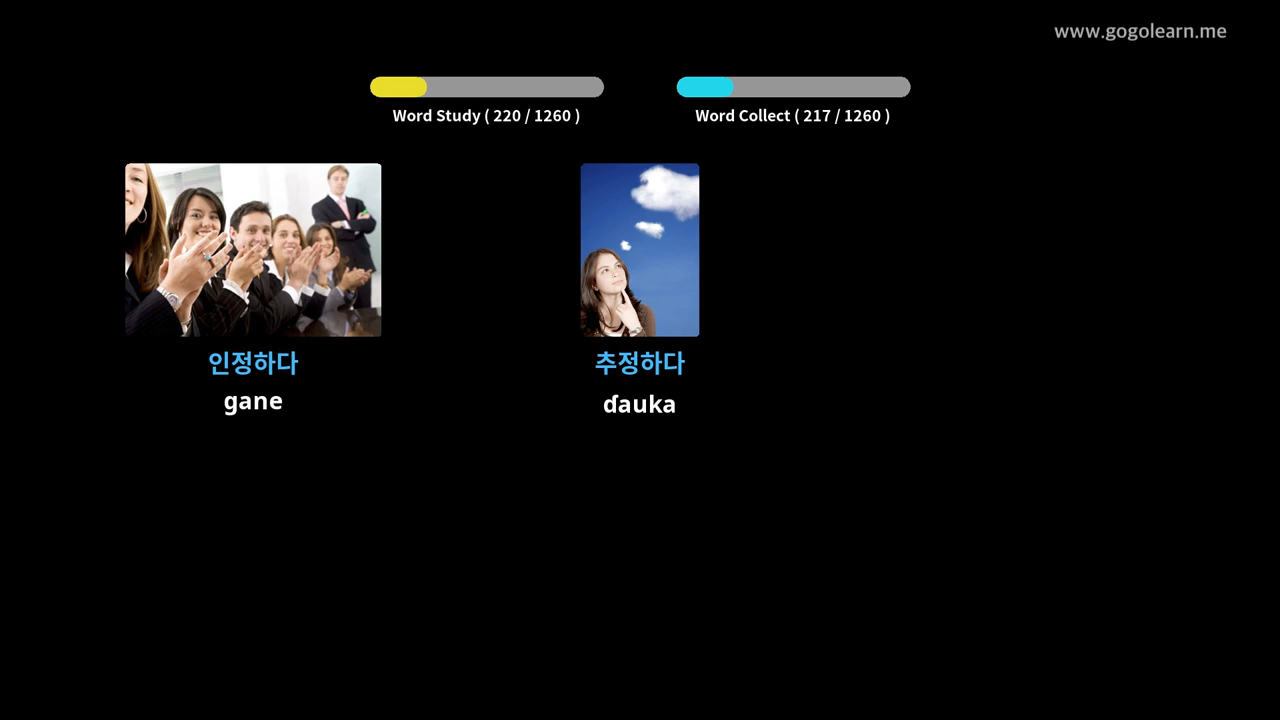 www.gogolearn.me
Word Study ( 220 / 1260 )
Word Collect ( 217 / 1260 )
인정하다
gane
추정하다
ɗauka